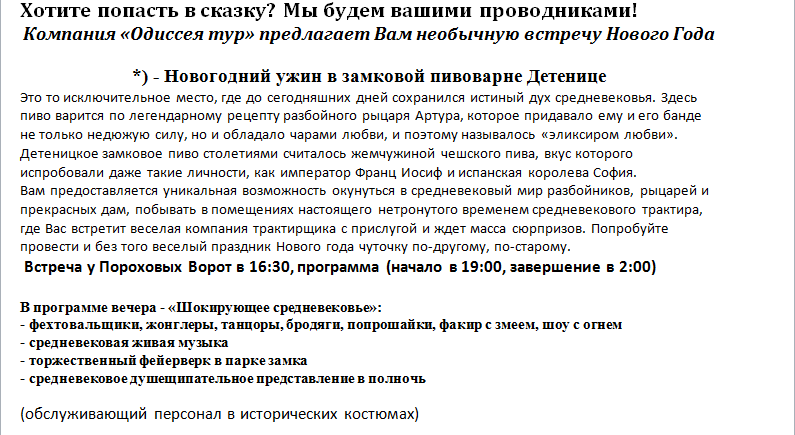 Хотите попасть в сказку? Мы будем вашими проводниками!
Компания «Одиссея тур» предлагает Вам необычную встречу Нового Года
*) - Новогодний ужин в замковой пивоварне Детенице
Это то исключительное место, где до сегодняшних дней сохранился истиный дух средневековья. Здесь
пиво варится по легендарному рецепту разбойного рыцаря Артура, которое придавало ему и его банде
не только недюжую силу, но и обладало чарами любви, и поэтому называлось «эликсиром любви».
Детеницкое замковое пиво столетиями считалось жемчужиной чешского пива, вкус которого
испробовали даже такие личности, как император Франц Иосиф и испанская королева София.
Вам предоставляется уникальная возможность окунуться в средневековый мир разбойников, рыцарей и
прекрасных дам, побывать в помещениях настоящего нетронутого временем средневекового трактира,
где Вас встретит веселая компания трактирщика с прислугой и ждет масса сюрпризов. Попробуйте
провести и без того веселый праздник Нового года чуточку по-другому, по-старому.
Встреча у Пороховых Ворот в 16:30, программа (начало в 19:00, завершение в 2:00)
В программе вечера - «Шокирующее средневековье»:
- фехтовальщики, жонглеры, танцоры, бродяги, попрошайки, факир с змеем, шоу с огнем
- средневековая живая музыка
- торжественный фейерверк в парке замка
- средневековое душещипательное представление в полночь
(обслуживающий персонал в исторических костюмах)